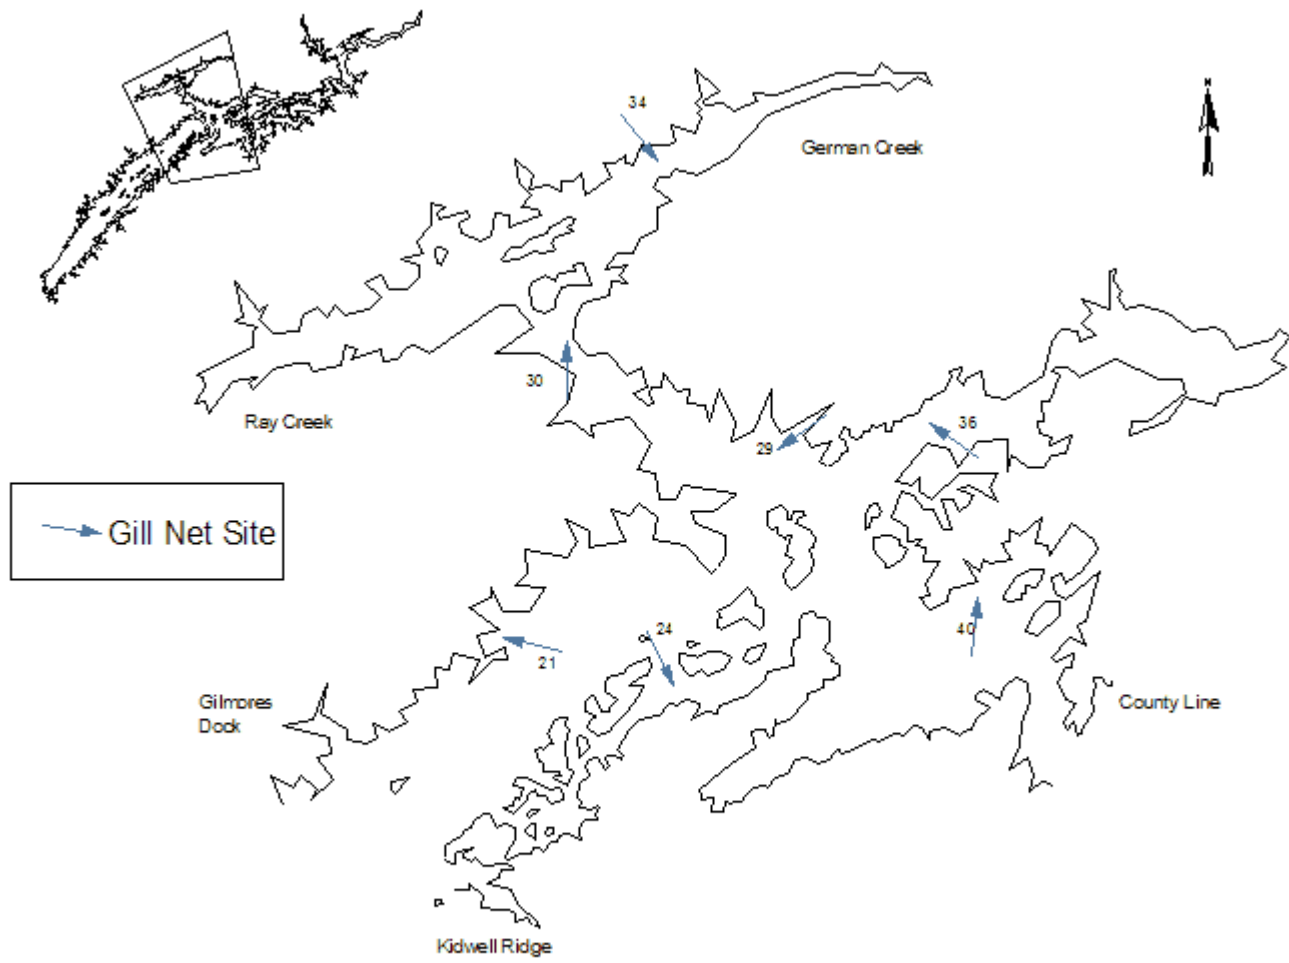 34
German Creek
30
Ray Creek
29
36
Gill Net Site
24
40
21
Gilmores
Dock
County Line
Kidwell Ridge